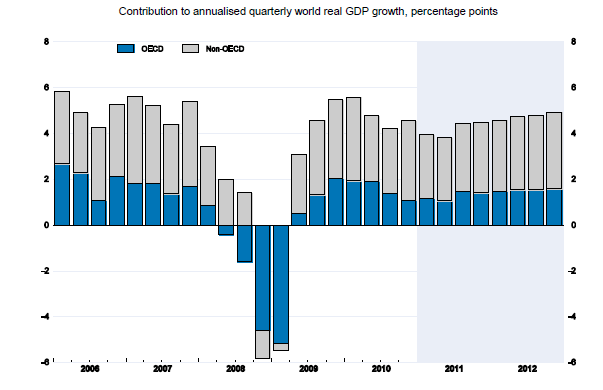 Contribution to annualised quarterly world real GDP growth, percentage points
8 8
OECD Non-OECD
6 6
4 4
2 2
0 0
-2 -2
-4 -4
-6 -6
2006 2007 2008 2009 2010 2011 2012